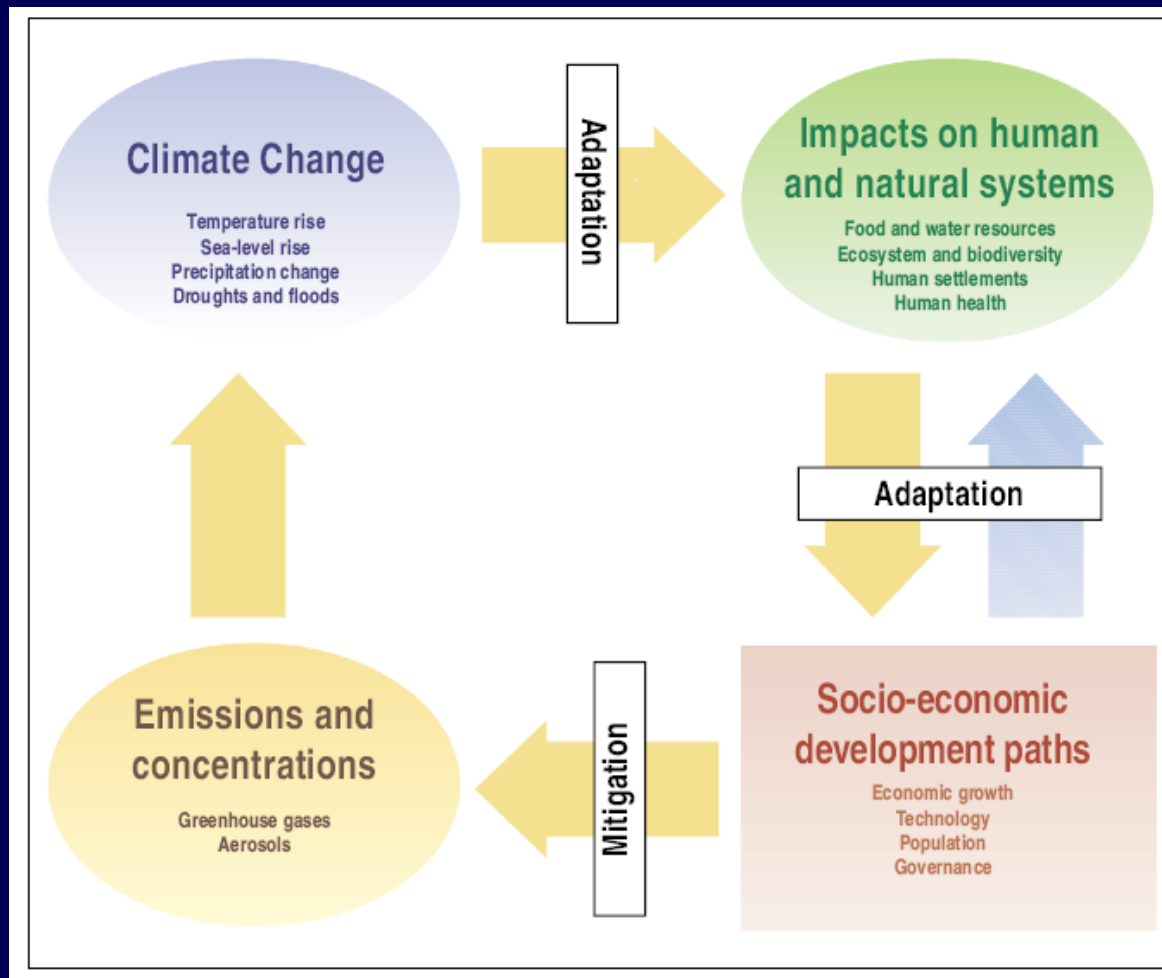 Climate Change
Temperature rise
Sea-level rise
Precipitation change
Droughts and floods
Adaptation
Impacts on human
and natural systems
Food and water resources
Ecosystem and biodiversity
Human settlements
Human health
Adaptation
Emissions and
concentrations
Greenhouse gases
Aerosols
Mitigation
Socio-economic
development paths
Economic growth
Technology
Population
Governance